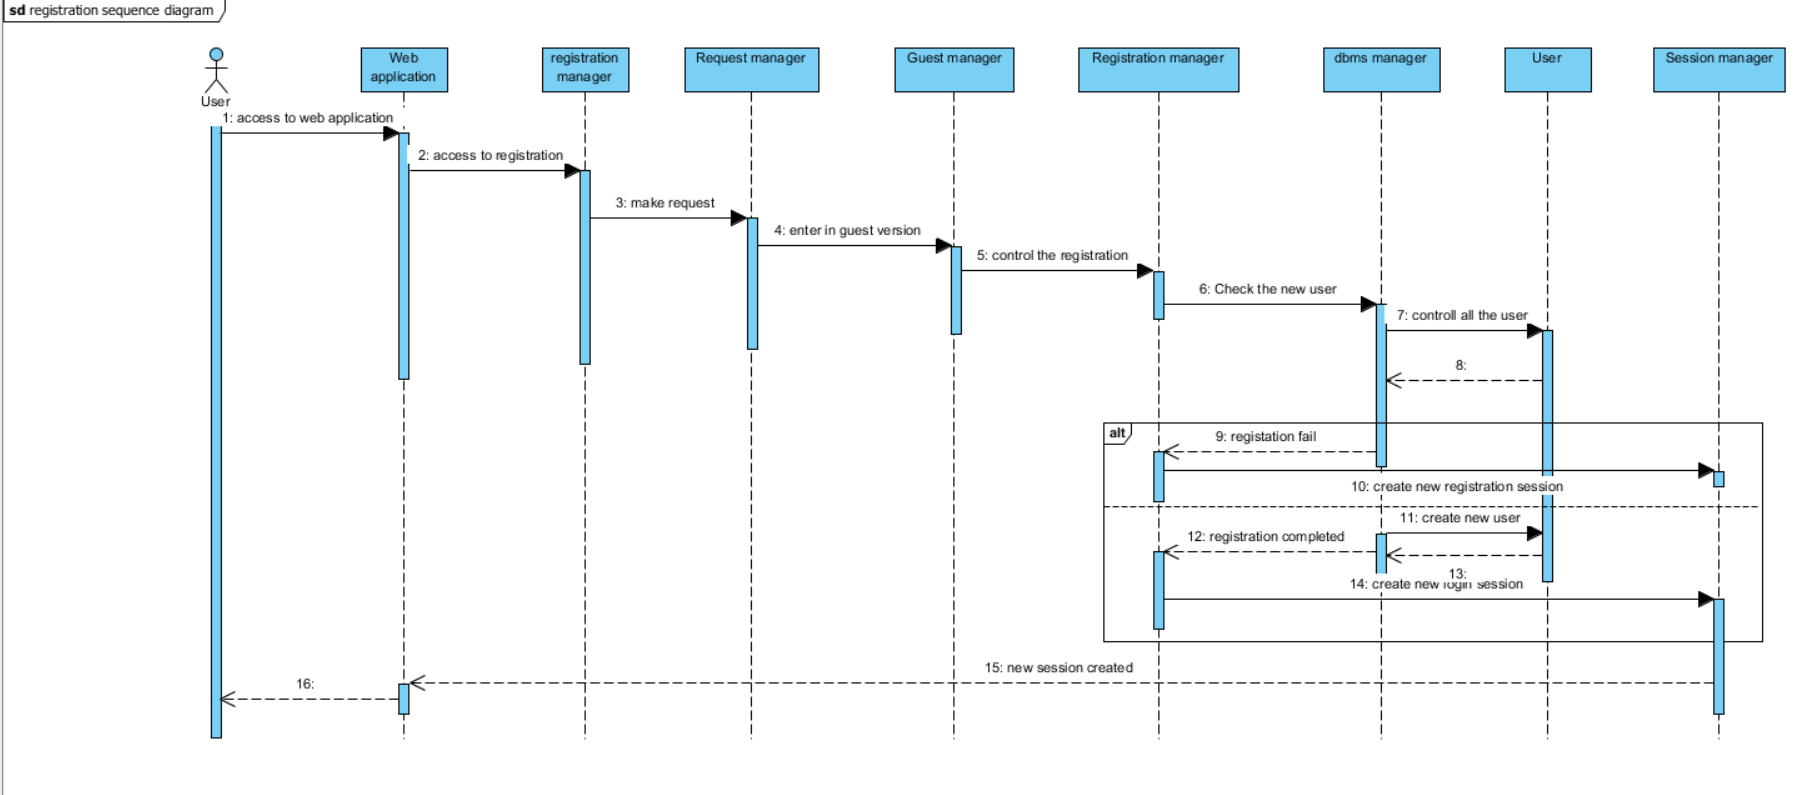 sd registration sequence diagram
User
Web
application
registration
manager
Request manager
Guest manager
Registration manager
dbms manager
User
Session manager
1: access to web application
2: access to registration
3: make request
4: enter in guest version
5: control the registration
6: Check the new user
7: controll all the user
8:
alt
9: registation fail
10: create new registration session
11: create new user
12: registration completed
13:
14: create new login session
15: new session created
16: